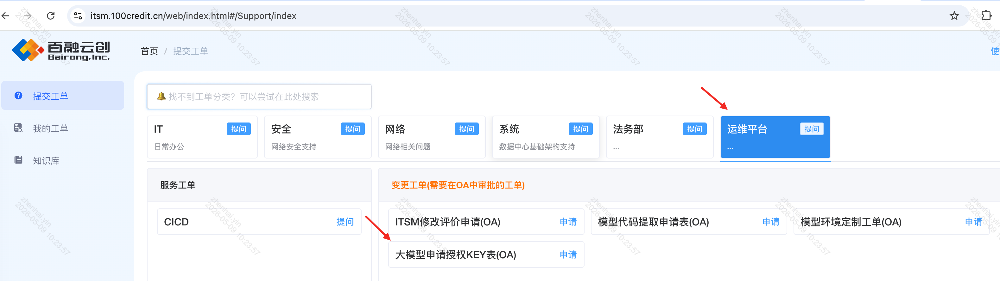 itsm.100credit.cn/web/index.html#/Support/index
百融云创
Bairong,Inc.
首页 / 提交工单
使
提交工单
我的工单
知识库
找不到工单分类? 可以尝试在此处搜索
IT 提问
日常办公
安全 提问
网络安全支持
网络 提问
网络相关问题
系统 提问
数据中心基础架构支持
法务部 提问
...
运维平台 提问
...
服务工单
CICD 提问
变更工单(需要在OA中审批的工单)
ITSM修改评价申请(OA) 申请
模型代码提取申请表(OA) 申请
模型环境定制工单(OA) 申请
大模型申请授权KEY表(OA) 申请
zhenhai.yin
2026-05-09 10:23:57